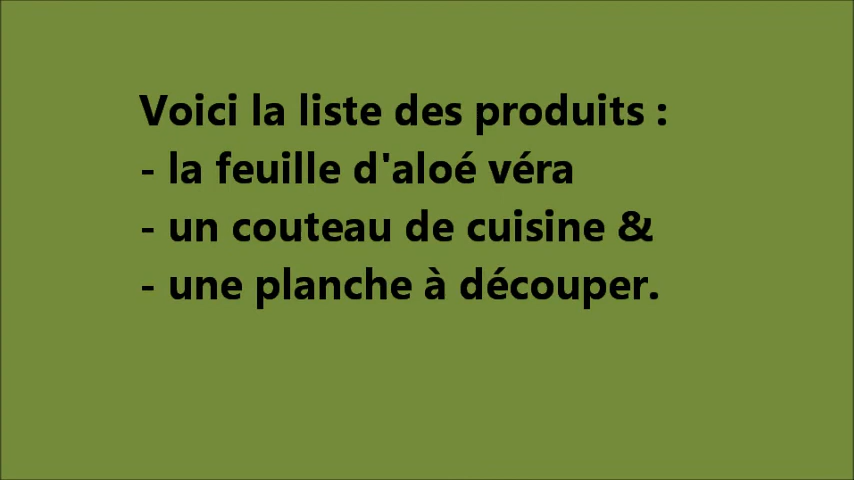 Voici la liste des produits :
- la feuille d'aloé véra
- un couteau de cuisine &
- une planche à découper.